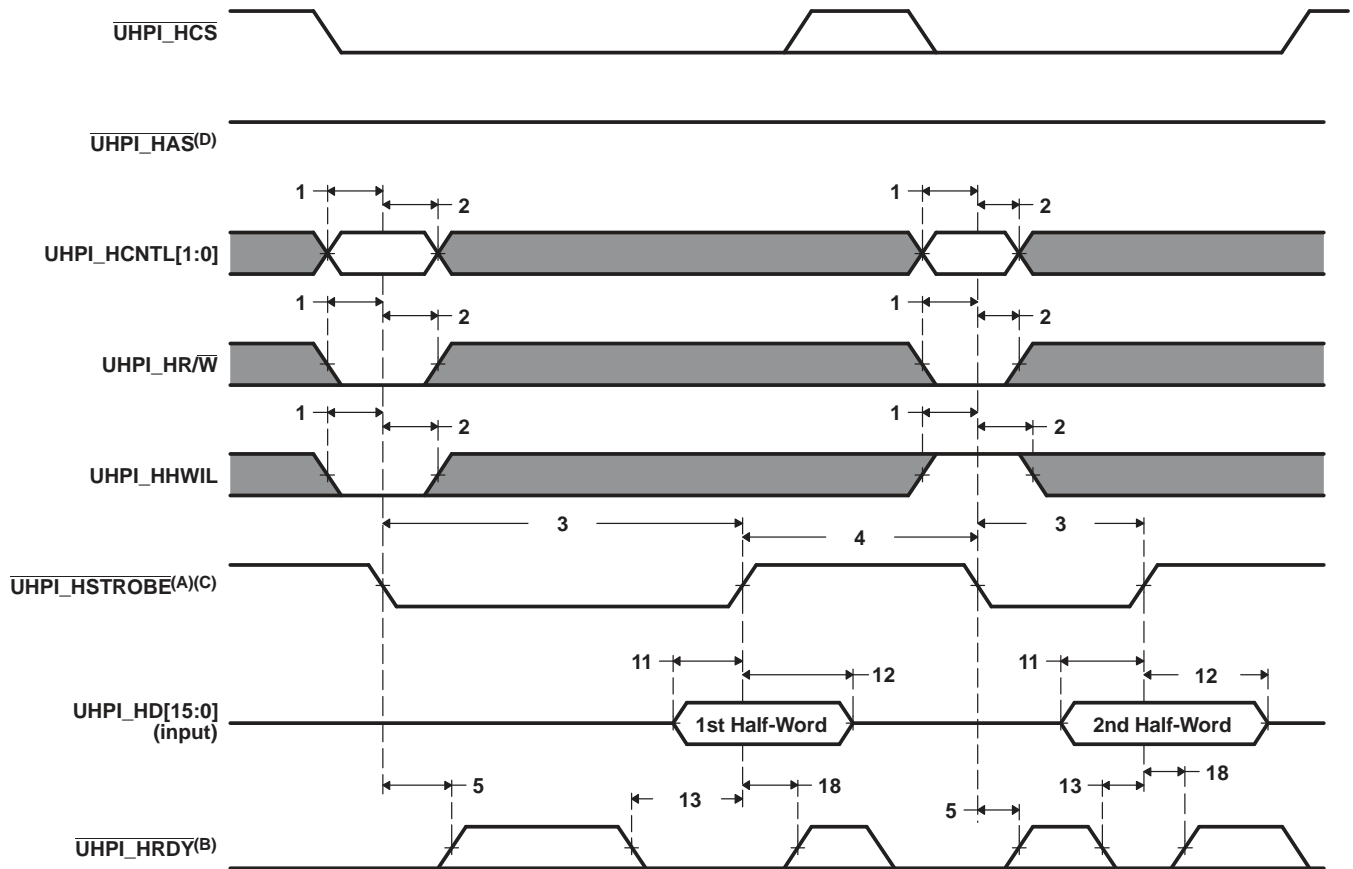 UHPI_HCS
UHPI_HAS(D)
1
2
1
2
UHPI_HCNTL[1:0]
1
2
1
2
UHPI_HR/W
1
2
1
2
UHPI_HHWIL
3
4
3
UHPI_HSTROBE(A)(C)
11
12
11
12
UHPI_HD[15:0]
(input)
1st Half-Word
2nd Half-Word
5
13
18
5
13
18
UHPI_HRDY(B)